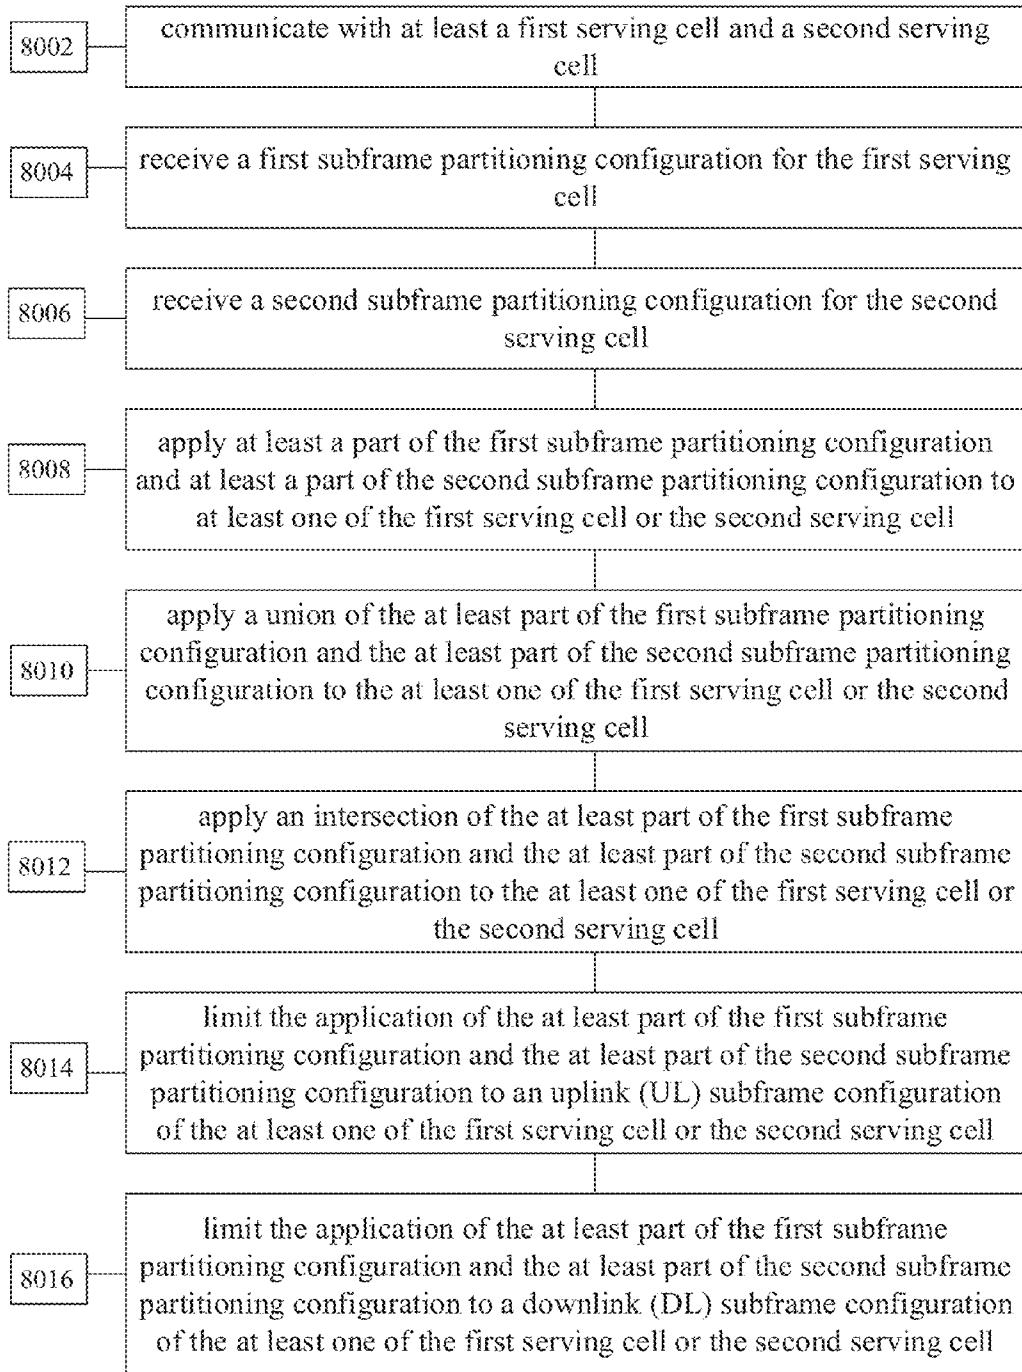 8002
communicate with at least a first serving cell and a second serving
cell
8004
receive a first subframe partitioning configuration for the first serving
cell
8006
receive a second subframe partitioning configuration for the second
serving cell
8008
apply at least a part of the first subframe partitioning configuration
and at least a part of the second subframe partitioning configuration to
at least one of the first serving cell or the second serving cell
8010
apply a union of the at least part of the first subframe partitioning
configuration and the at least part of the second subframe partitioning
configuration to the at least one of the first serving cell or the second
serving cell
8012
apply an intersection of the at least part of the first subframe
partitioning configuration and the at least part of the second subframe
partitioning configuration to the at least one of the first serving cell or
the second serving cell
8014
limit the application of the at least part of the first subframe
partitioning configuration and the at least part of the second subframe
partitioning configuration to an uplink (UL) subframe configuration
of the at least one of the first serving cell or the second serving cell
8016
limit the application of the at least part of the first subframe
partitioning configuration and the at least part of the second subframe
partitioning configuration to a downlink (DL) subframe configuration
of the at least one of the first serving cell or the second serving cell